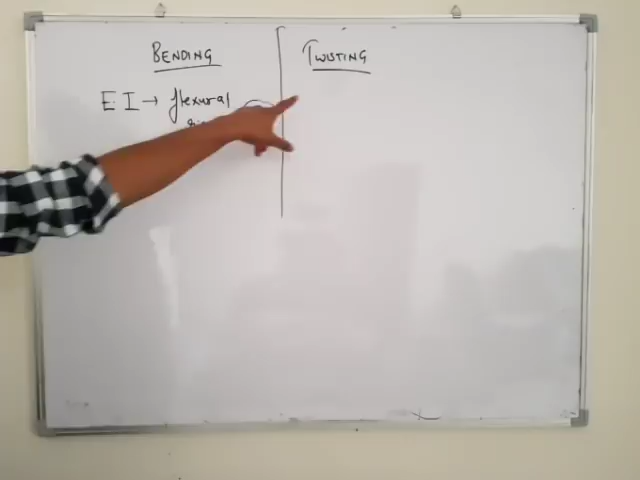 BENDING
TWISTING
EI → flexural